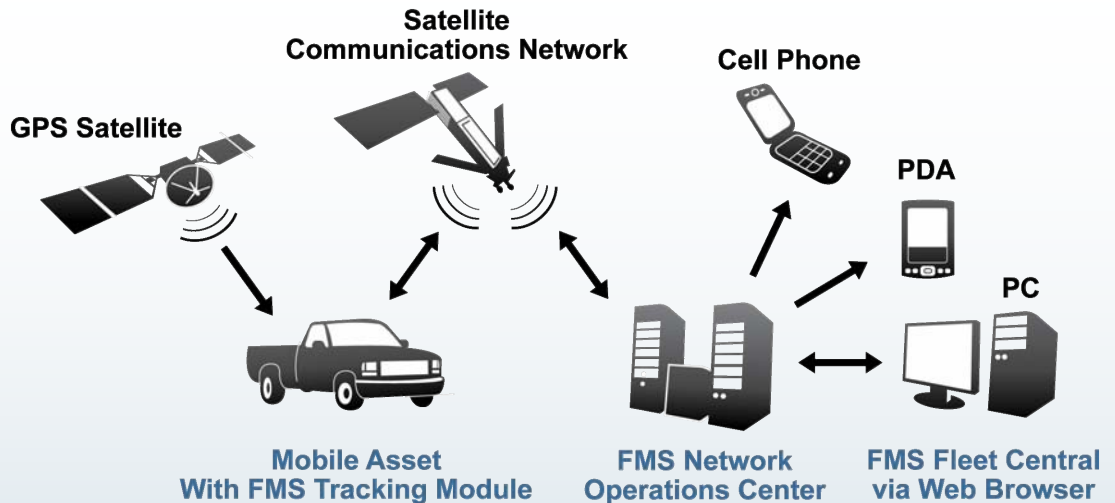 Satellite
Communications Network
Cell Phone
GPS Satellite
PDA
PC
Mobile Asset
With FMS Tracking Module
FMS Network
Operations Center
FMS Fleet Central
via Web Browser